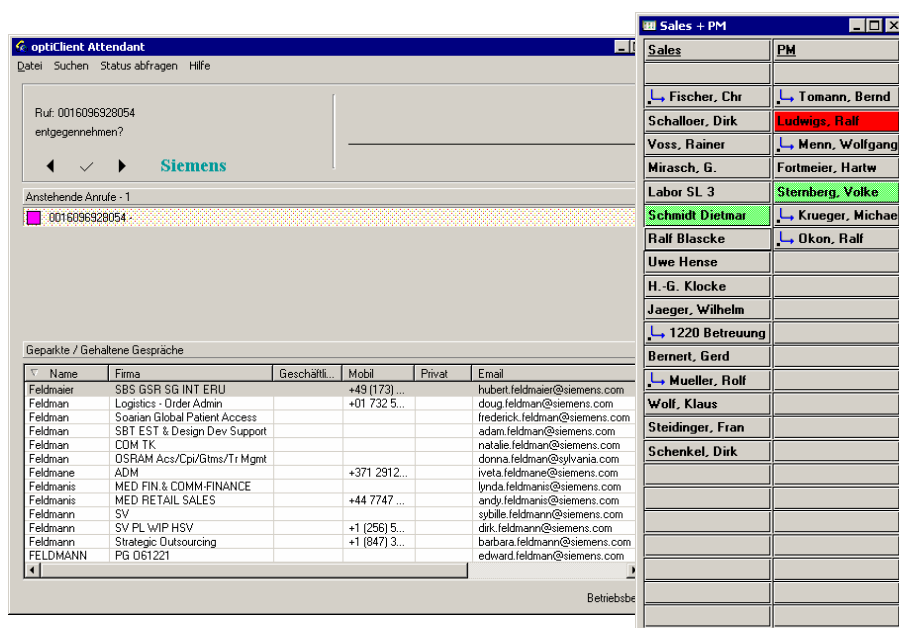 optiClient Attendant
Datei Suchen Status abfragen Hilfe
Ruf: 0016096928054
entgegennehmen?
Siemens
Anstehende Anrufe - 1
0016096928054 -
Geparkte / Gehaltene Gespräche
Name Firma Geschäftli... Mobil Privat Email
Feldmaier SBS GSR SG INT ERU +49 (173)... hubert.feldmaier@siemens.com
Feldman Logistics - Order Admin +01 732 5... doug.feldman@siemens.com
Feldman Soarian Global Patient Access frederick.feldman@siemens.com
Feldman SBT EST & Design Dev Support adam.feldman@siemens.com
Feldman COM TK natalie.feldman@siemens.com
Feldman OSRAM Acs/Cpi/Gtms/Tr Mgmt donna.feldman@sylvania.com
Feldmane ADM +371 2912... iveta.feldmane@siemens.com
Feldmanis MED FIN.& COMM-FINANCE lynda.feldmanis@siemens.com
Feldmanis MED RETAIL SALES +44 7747 ... andy.feldmanis@siemens.com
Feldmann SV sybille.feldmann@siemens.com
Feldmann SV PL WIP HSV +1 (256) 5... dirk.feldmann@siemens.com
Feldmann Strategic Outsourcing +1 (847) 3... barbara.feldmann@siemens.com
FELDMANN PG 061221 edward.feldman@siemens.com
Betriebsbe
Sales + PM
Sales PM
Fischer, Chr Tomann, Bernd
Schalloer, Dirk Ludwigs, Ralf
Voss, Rainer Menn, Wolfgang
Mirasch, G. Fortmeier, Hartw
Labor SL 3 Sternberg, Volke
Schmidt Dietmar Krueger, Michae
Ralf Blascke Okon, Ralf
Uwe Hense
H.-G. Klocke
Jaeger, Wilhelm
1220 Betreuung
Bernert, Gerd
Mueller, Rolf
Wolf, Klaus
Steidinger, Fran
Schenkel, Dirk